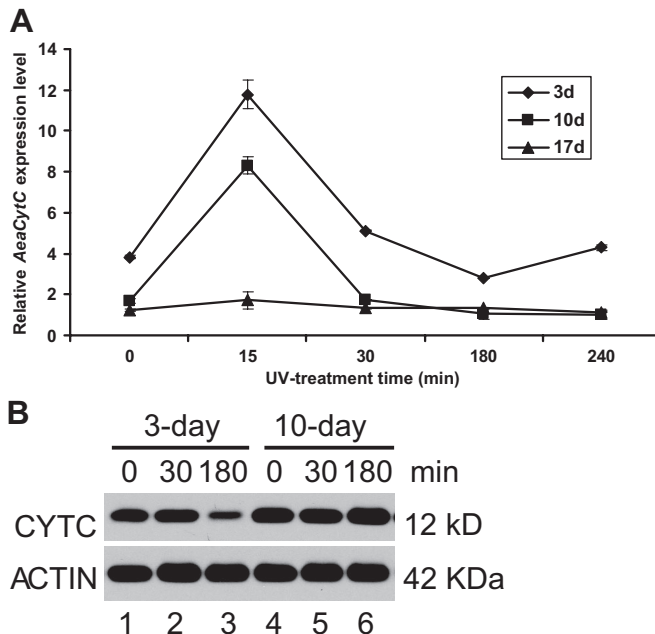 A
Relative AeaCytC expression level
14
12
10
8
6
4
2
0
3d
10d
17d
0 15 30 180 240
UV-treatment time (min)
B
3-day 10-day
0 30 180 0 30 180 min
CYTC 12 kD
ACTIN 42 KDa
1 2 3 4 5 6